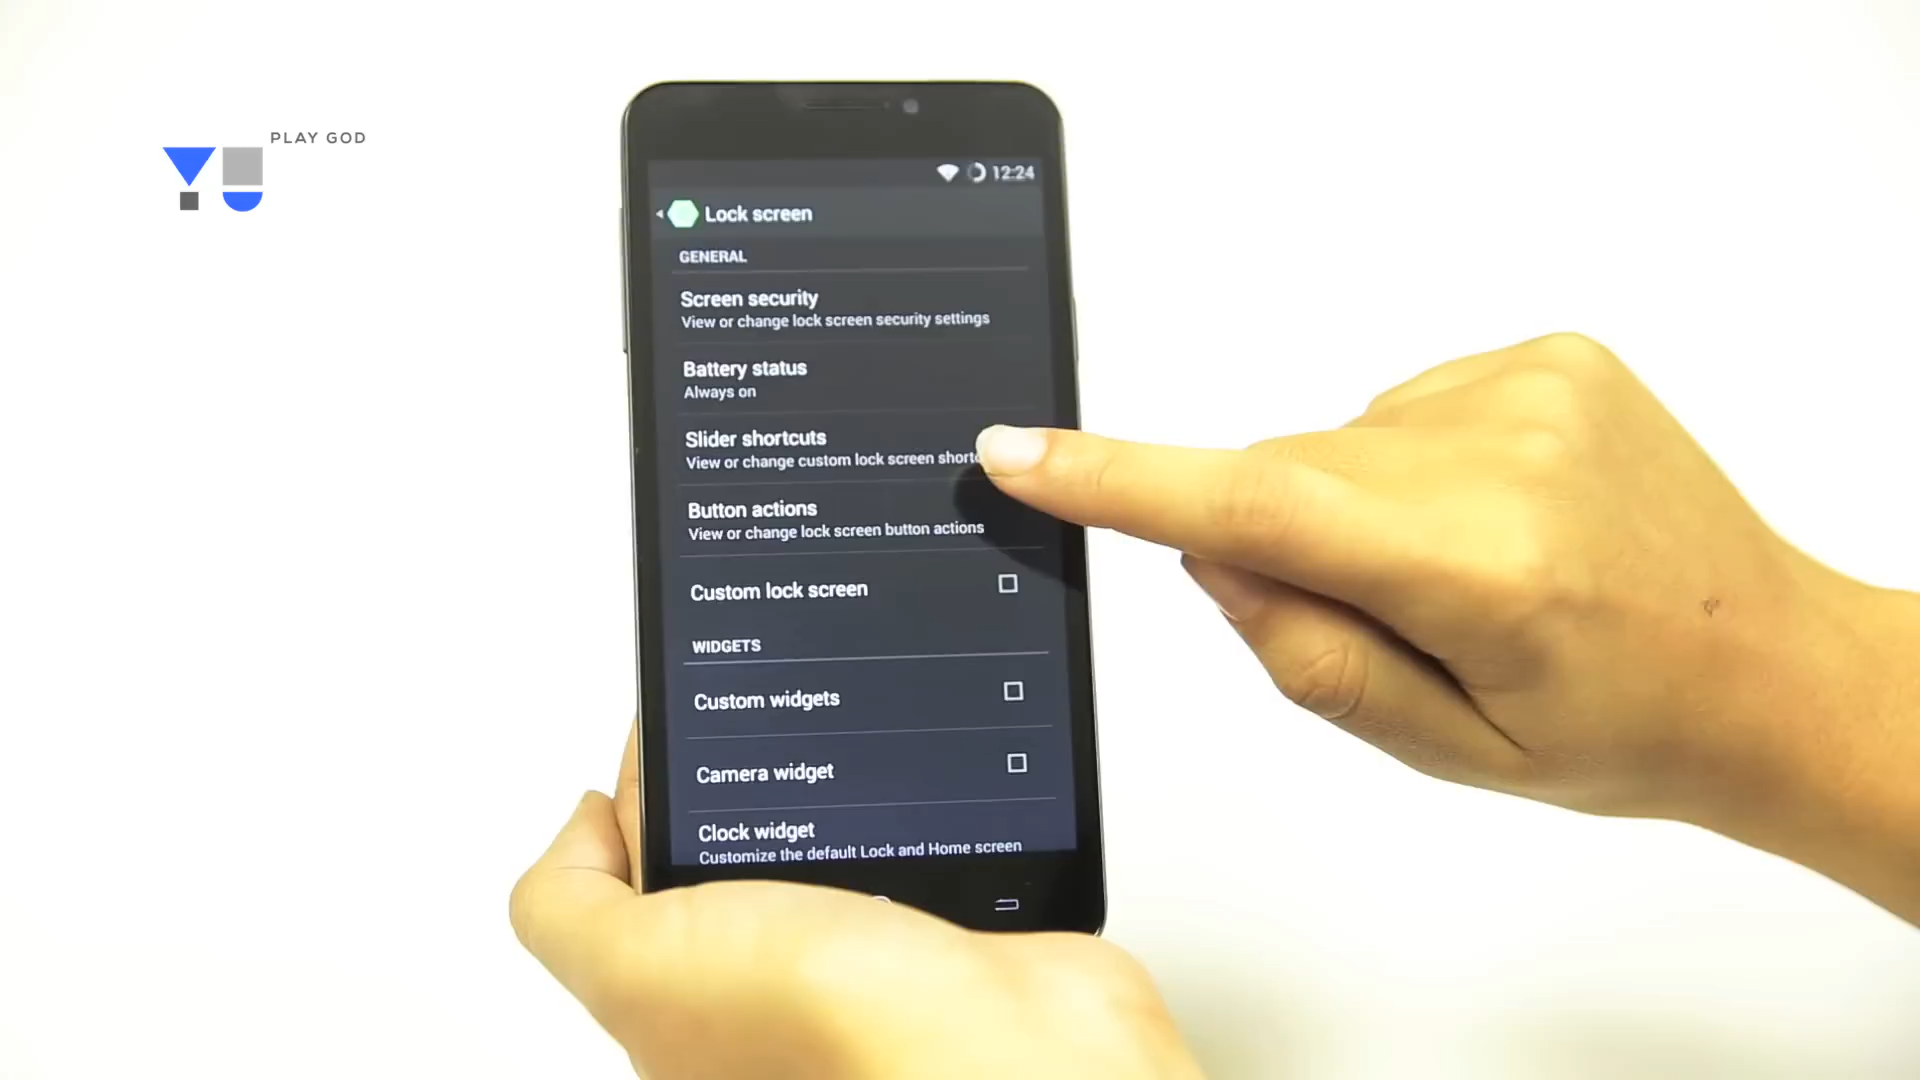 PLAY GOD
YU
12:24
Lock screen
GENERAL
Screen security
View or change lock screen security settings
Battery status
Always on
Slider shortcuts
View or change custom lock screen
Button actions
View or change lock screen button actions
Custom lock screen
WIDGETS
Custom widgets
Camera widget
Clock widget
Customize the default Lock and Home screen